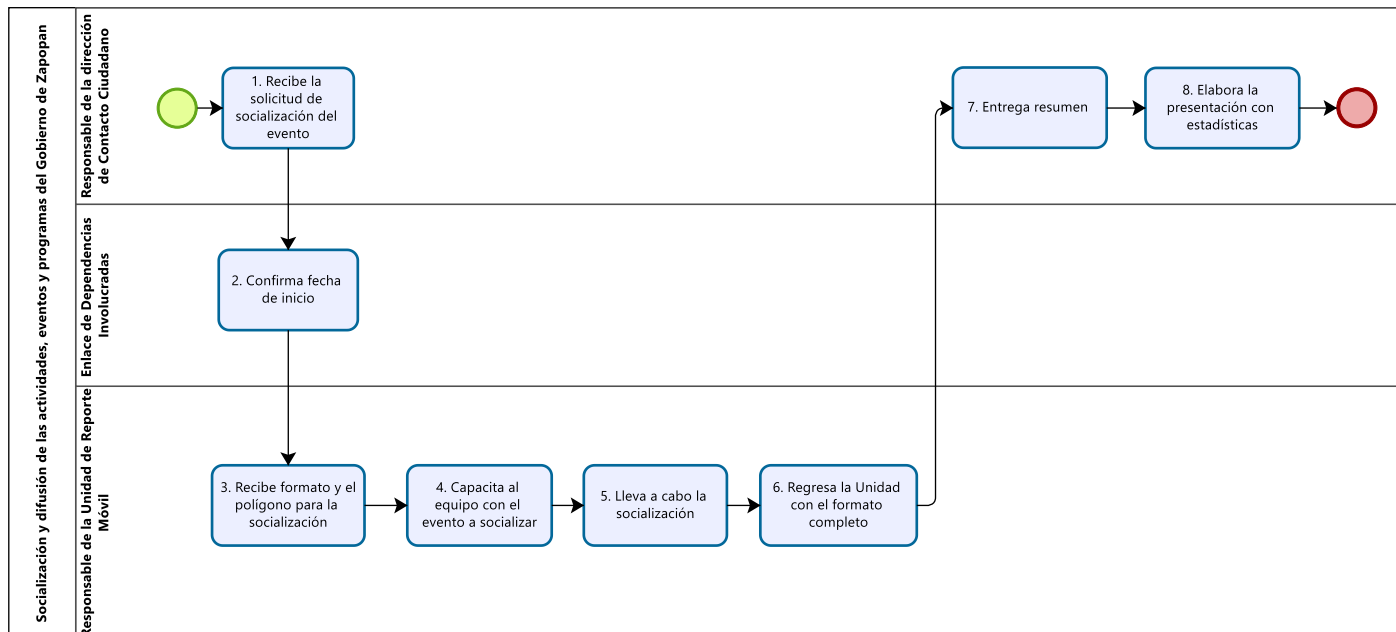 Socialización y difusión de las actividades, eventos y programas del Gobierno de Zapopan
Responsable de la dirección
de Contacto Ciudadano
1. Recibe la
solicitud de
socialización del
evento
7. Entrega resumen
8. Elabora la
presentación con
estadísticas
Enlace de Dependencias
Involucradas
2. Confirma fecha
de inicio
Responsable de la Unidad de Reporte
Móvil
3. Recibe formato y el
polígono para la
socialización
4. Capacita al
equipo con el
evento a socializar
5. Lleva a cabo la
socialización
6. Regresa la Unidad
con el formato
completo